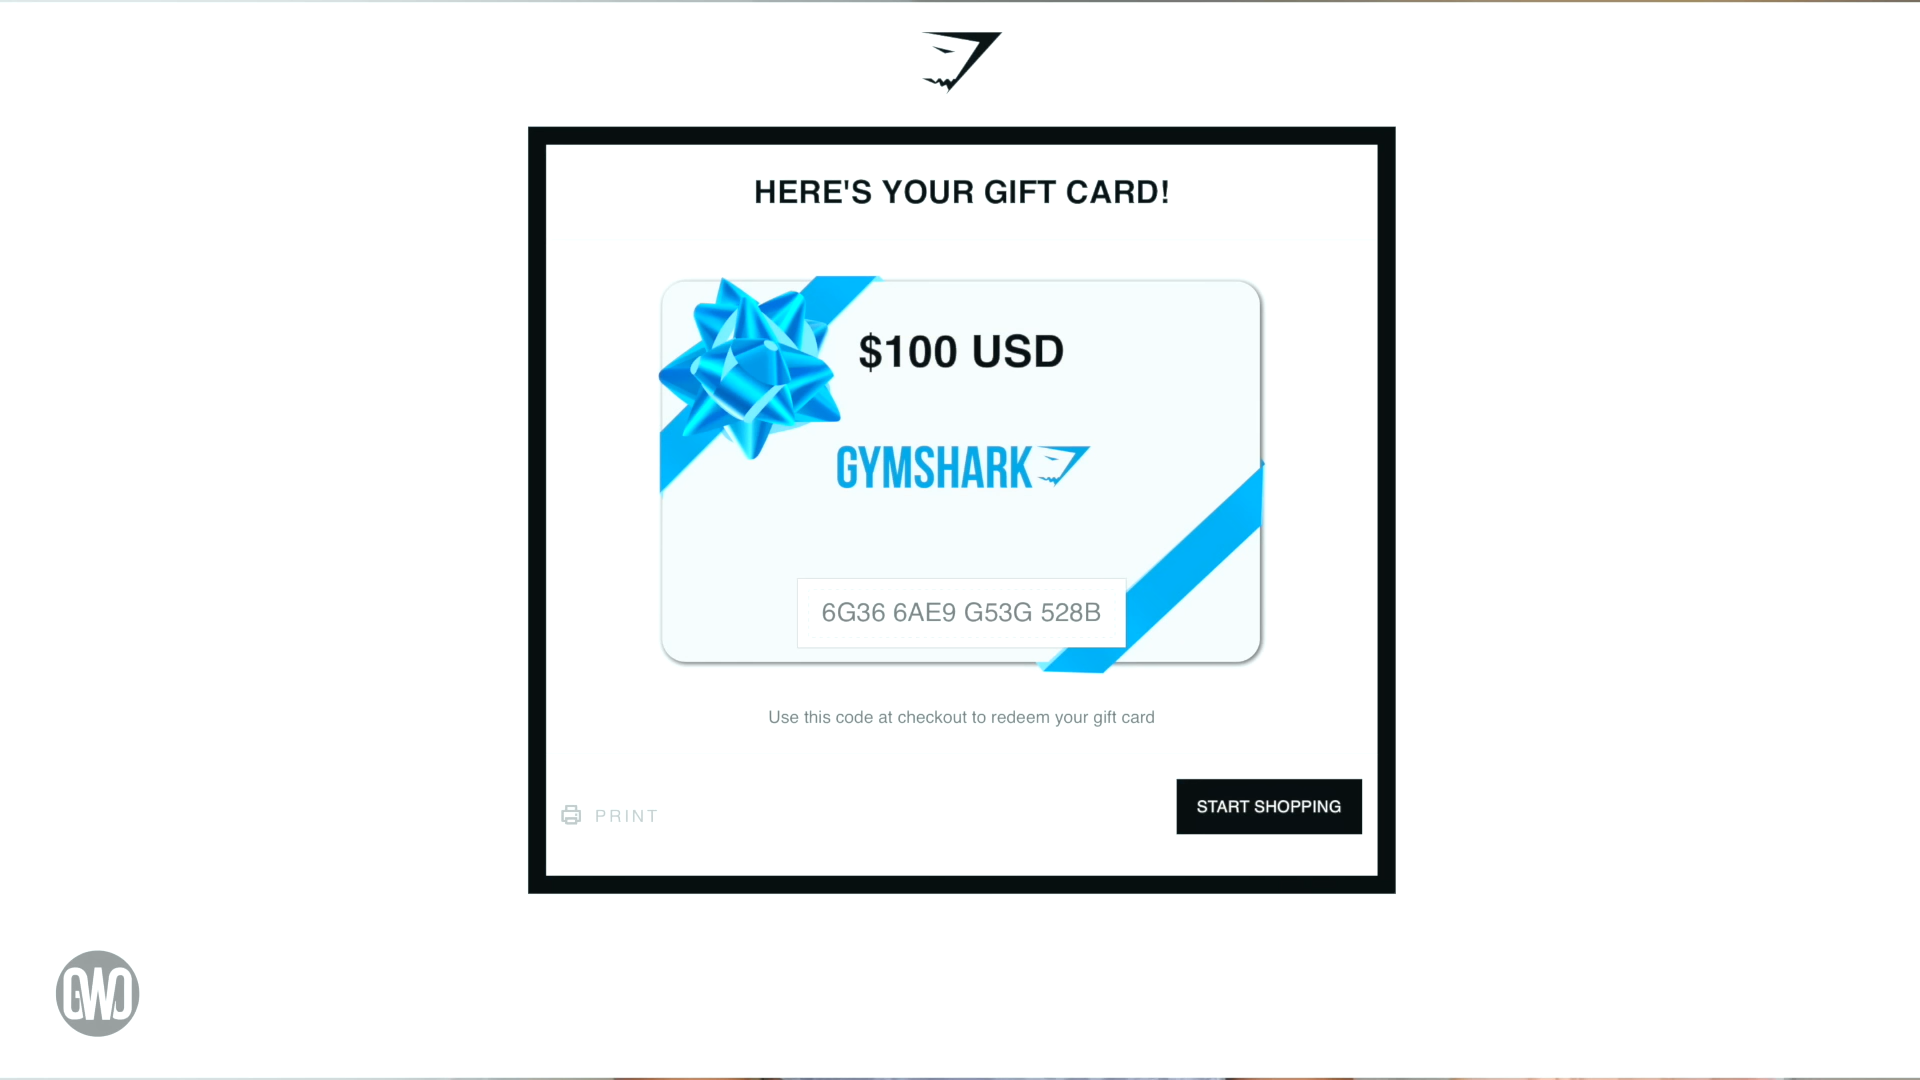 HERE'S YOUR GIFT CARD!
$100 USD
GYMSHARK
6G36 6AE9 G53G 528B
Use this code at checkout to redeem your gift card
PRINT
START SHOPPING
GWO